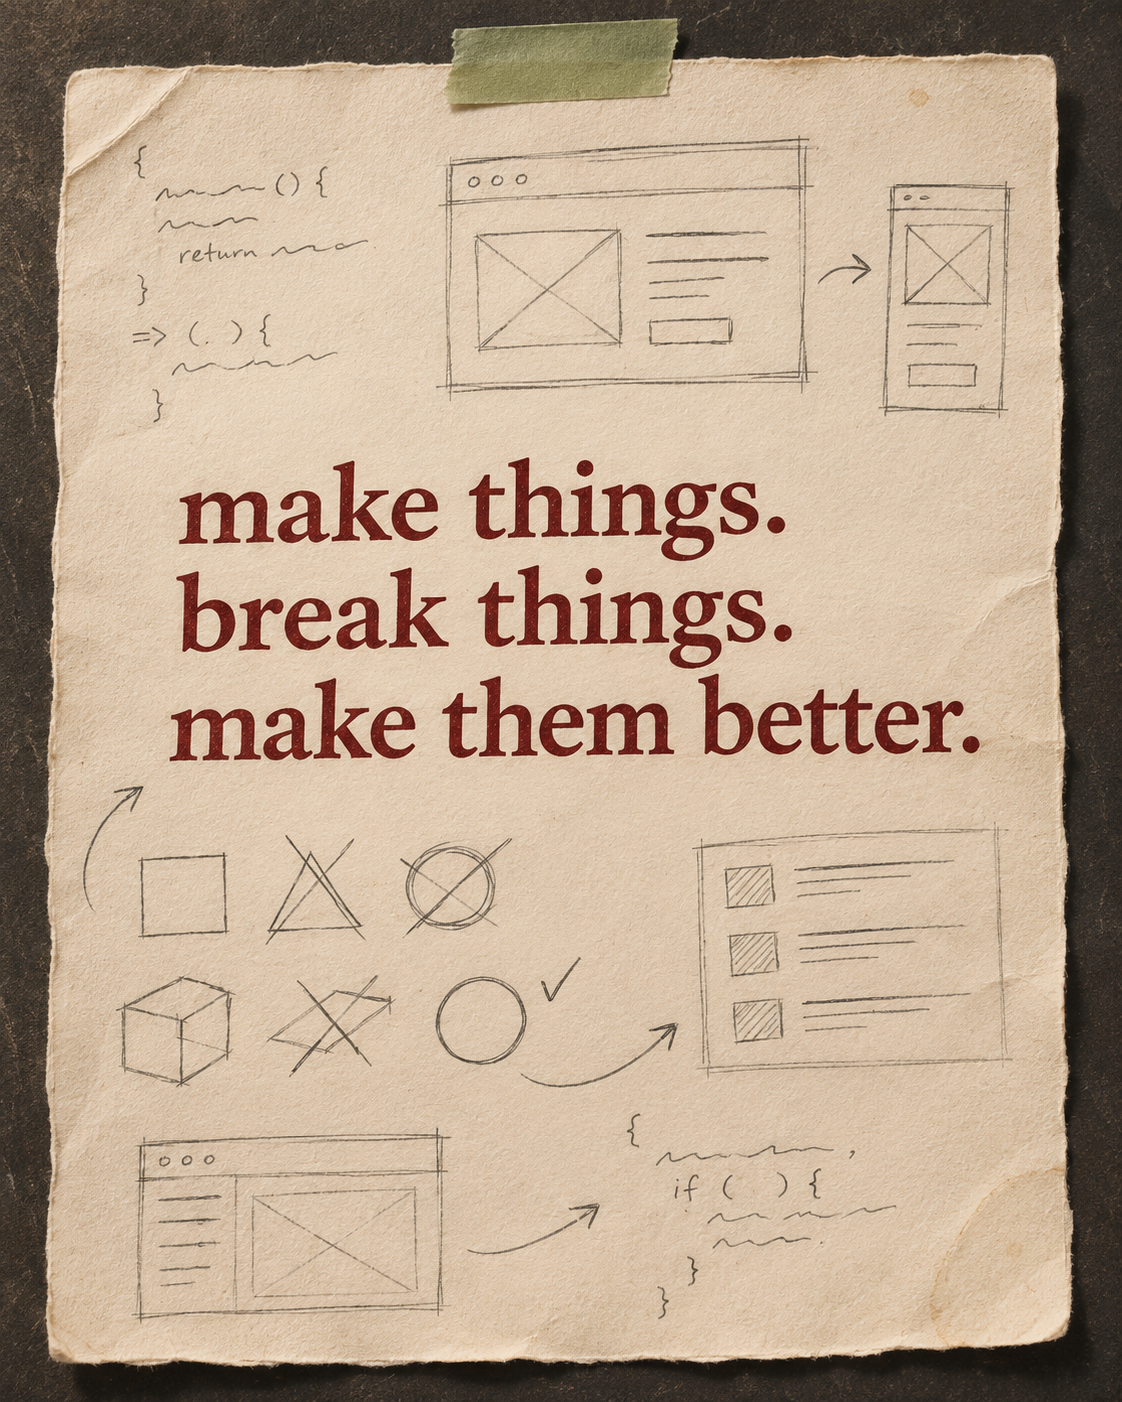 {
() {
return
}
=> (. ) {
}
make things.
break things.
make them better.
{
,
if ( ) {
}
}